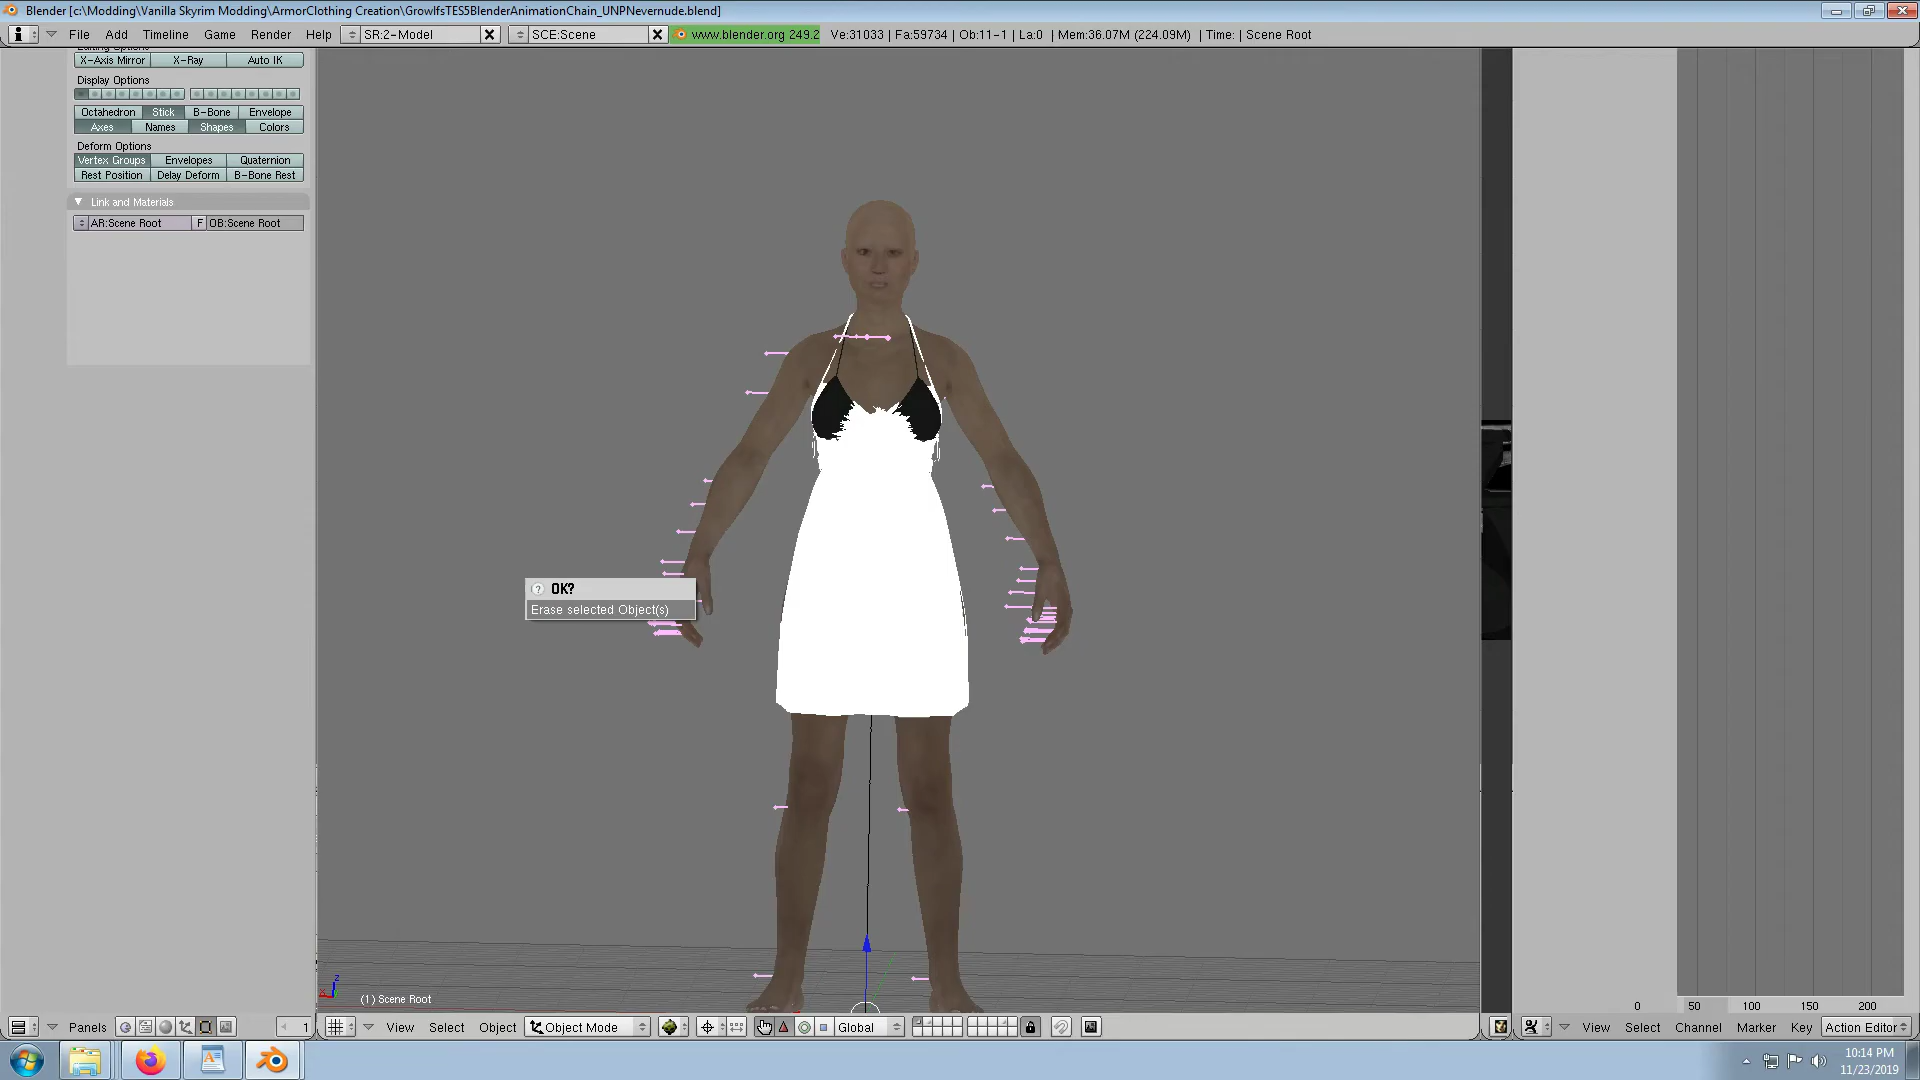 Blender [c:\Modding\Vanilla Skyrim Modding\ArmorClothing Creation\GrowlfsTES5BlenderAnimationChain_UNPNevernude.blend]
File Add Timeline Game Render Help SR:2-Model SCE:Scene www.blender.org 249.2 Ve:31033 | Fa:59734 | Ob:11-1 | La:0 | Mem:36.07M (224.09M) | Time: | Scene Root
Editing Options
X-Axis Mirror X-Ray Auto IK
Display Options
Octahedron Stick B-Bone Envelope
Axes Names Shapes Colors
Deform Options
Vertex Groups Envelopes Quaternion
Rest Position Delay Deform B-Bone Rest
Link and Materials
AR:Scene Root F OB:Scene Root
? OK?
Erase selected Object(s)
z
x
(1) Scene Root
0 50 100 150 200
Panels 1 View Select Object Object Mode Global View Select Channel Marker Key Action Editor
10:14 PM
11/23/2019